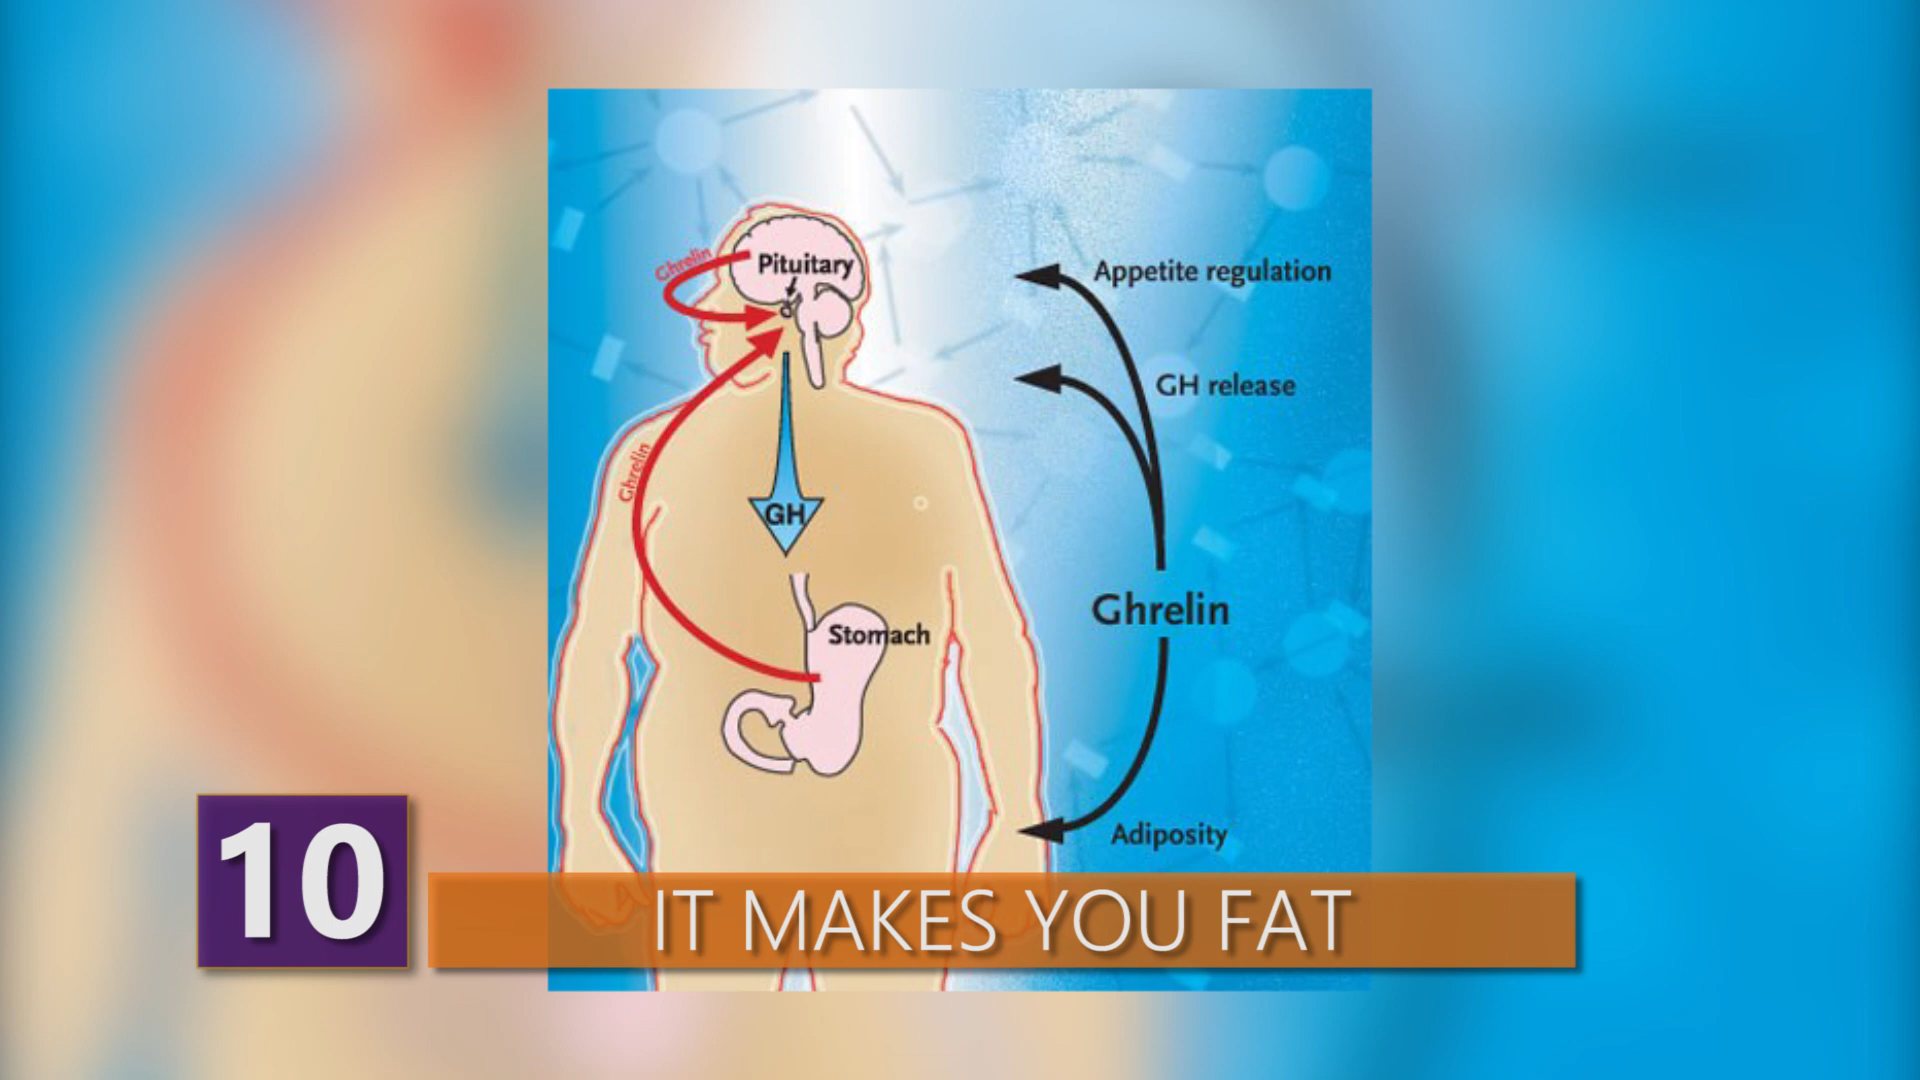 Ghrelin
Pituitary
Appetite regulation
GH release
Ghrelin
GH
Ghrelin
Stomach
Adiposity
10
IT MAKES YOU FAT